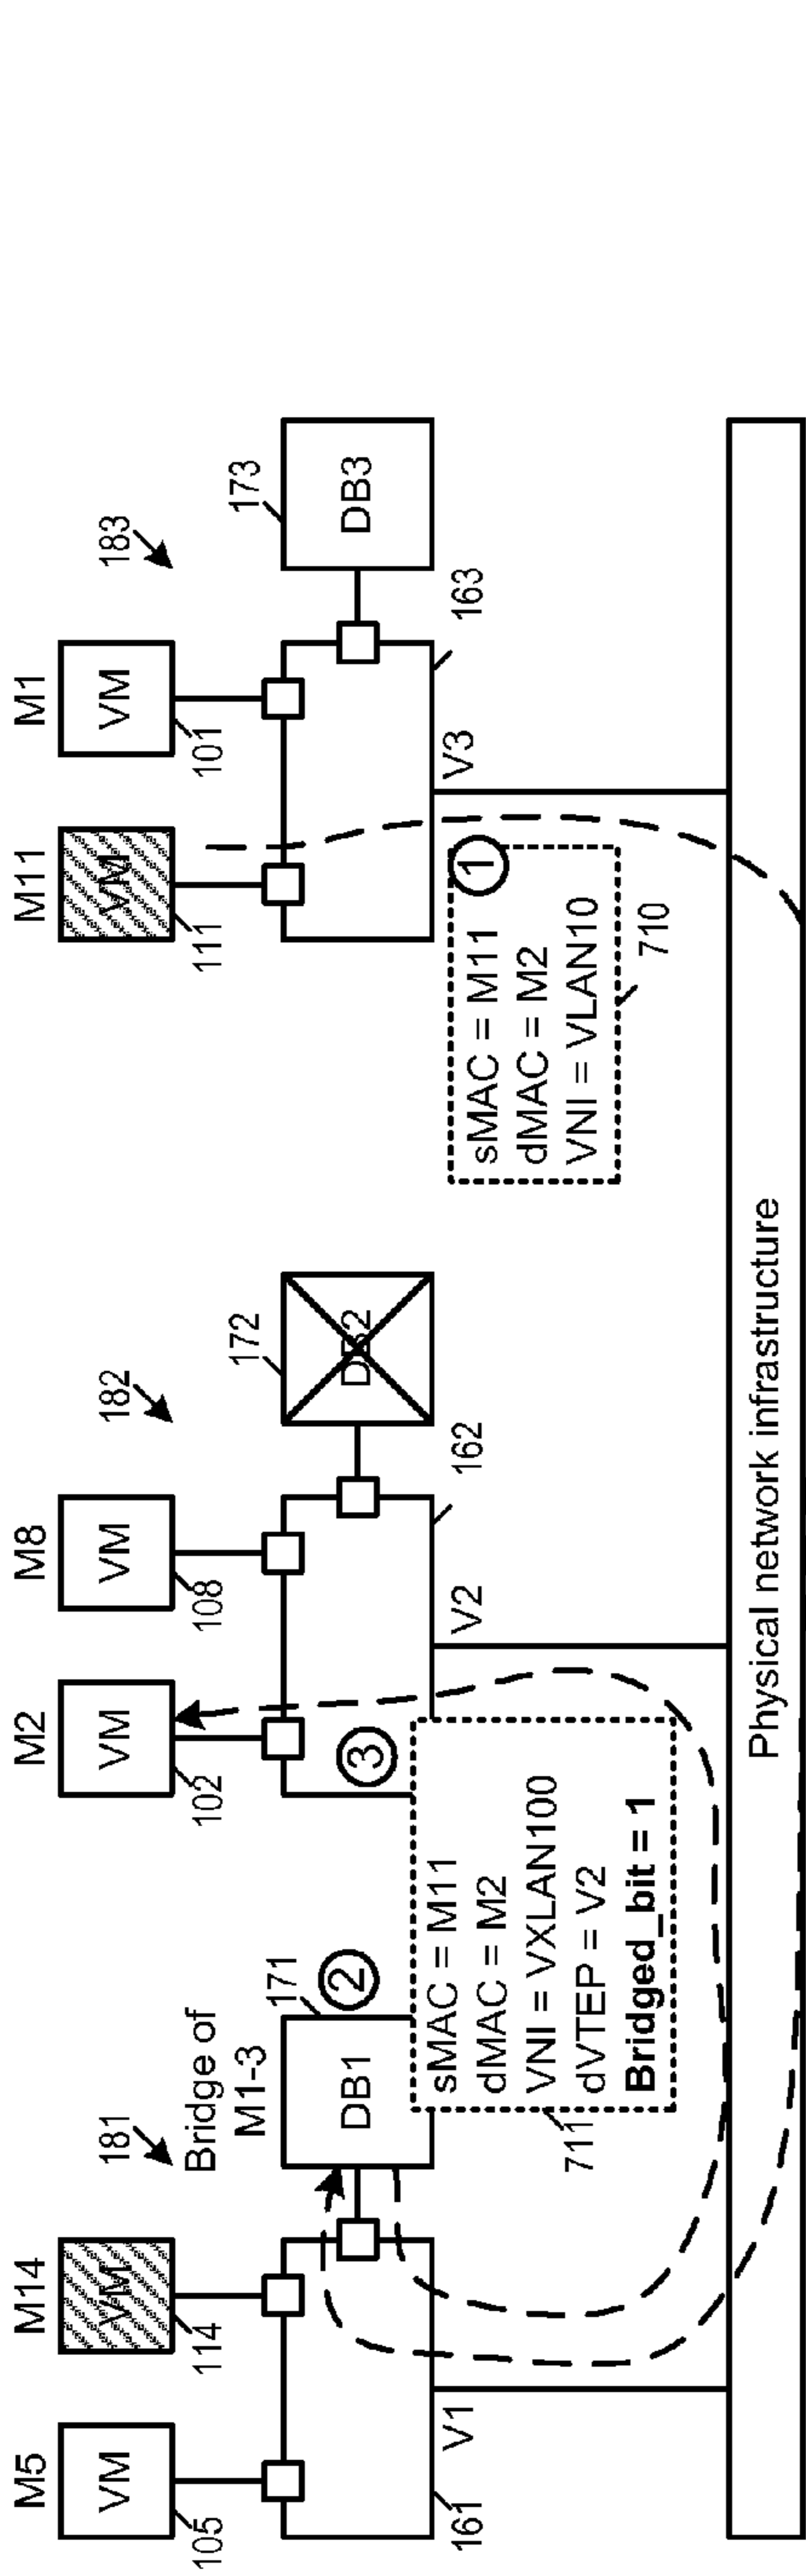 M5
M14
M2
M8
M11
M1
VM
VM
VM
VM
VM
VM
105
114
102
108
111
101
181
182
183
Bridge of
M1-3
171
172
173
DB1
DB2
DB3
2
3
1
V1
V2
V3
161
162
163
sMAC = M11
dMAC = M2
VNI = VXLAN100
dVTEP = V2
Bridged_bit = 1
711
sMAC = M11
dMAC = M2
VNI = VLAN10
710
Physical network infrastructure